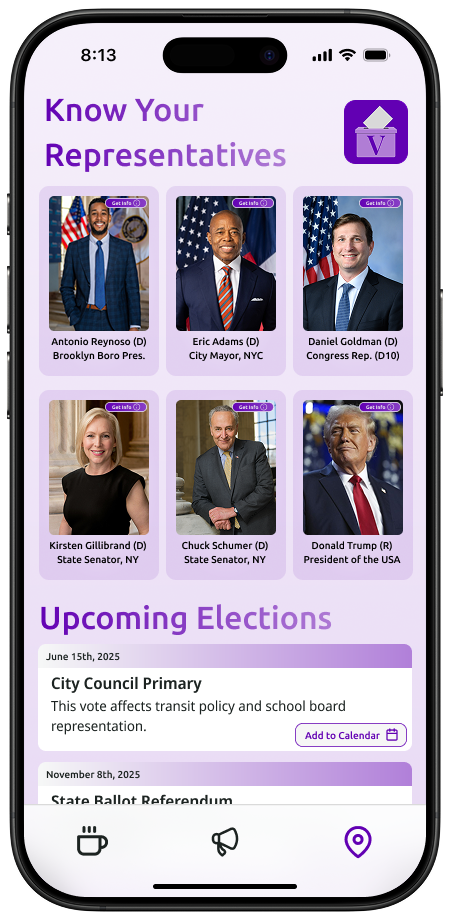 8:13
Know Your
Representatives
V
Get Info
Get Info
Get Info
Antonio Reynoso (D)
Brooklyn Boro Pres.
Eric Adams (D)
City Mayor, NYC
Daniel Goldman (D)
Congress Rep. (D10)
Get Info
Get Info
Get Info
Kirsten Gillibrand (D)
State Senator, NY
Chuck Schumer (D)
State Senator, NY
Donald Trump (R)
President of the USA
Upcoming Elections
June 15th, 2025
City Council Primary
This vote affects transit policy and school board
representation.
Add to Calendar
November 8th, 2025
State Ballot Referendum